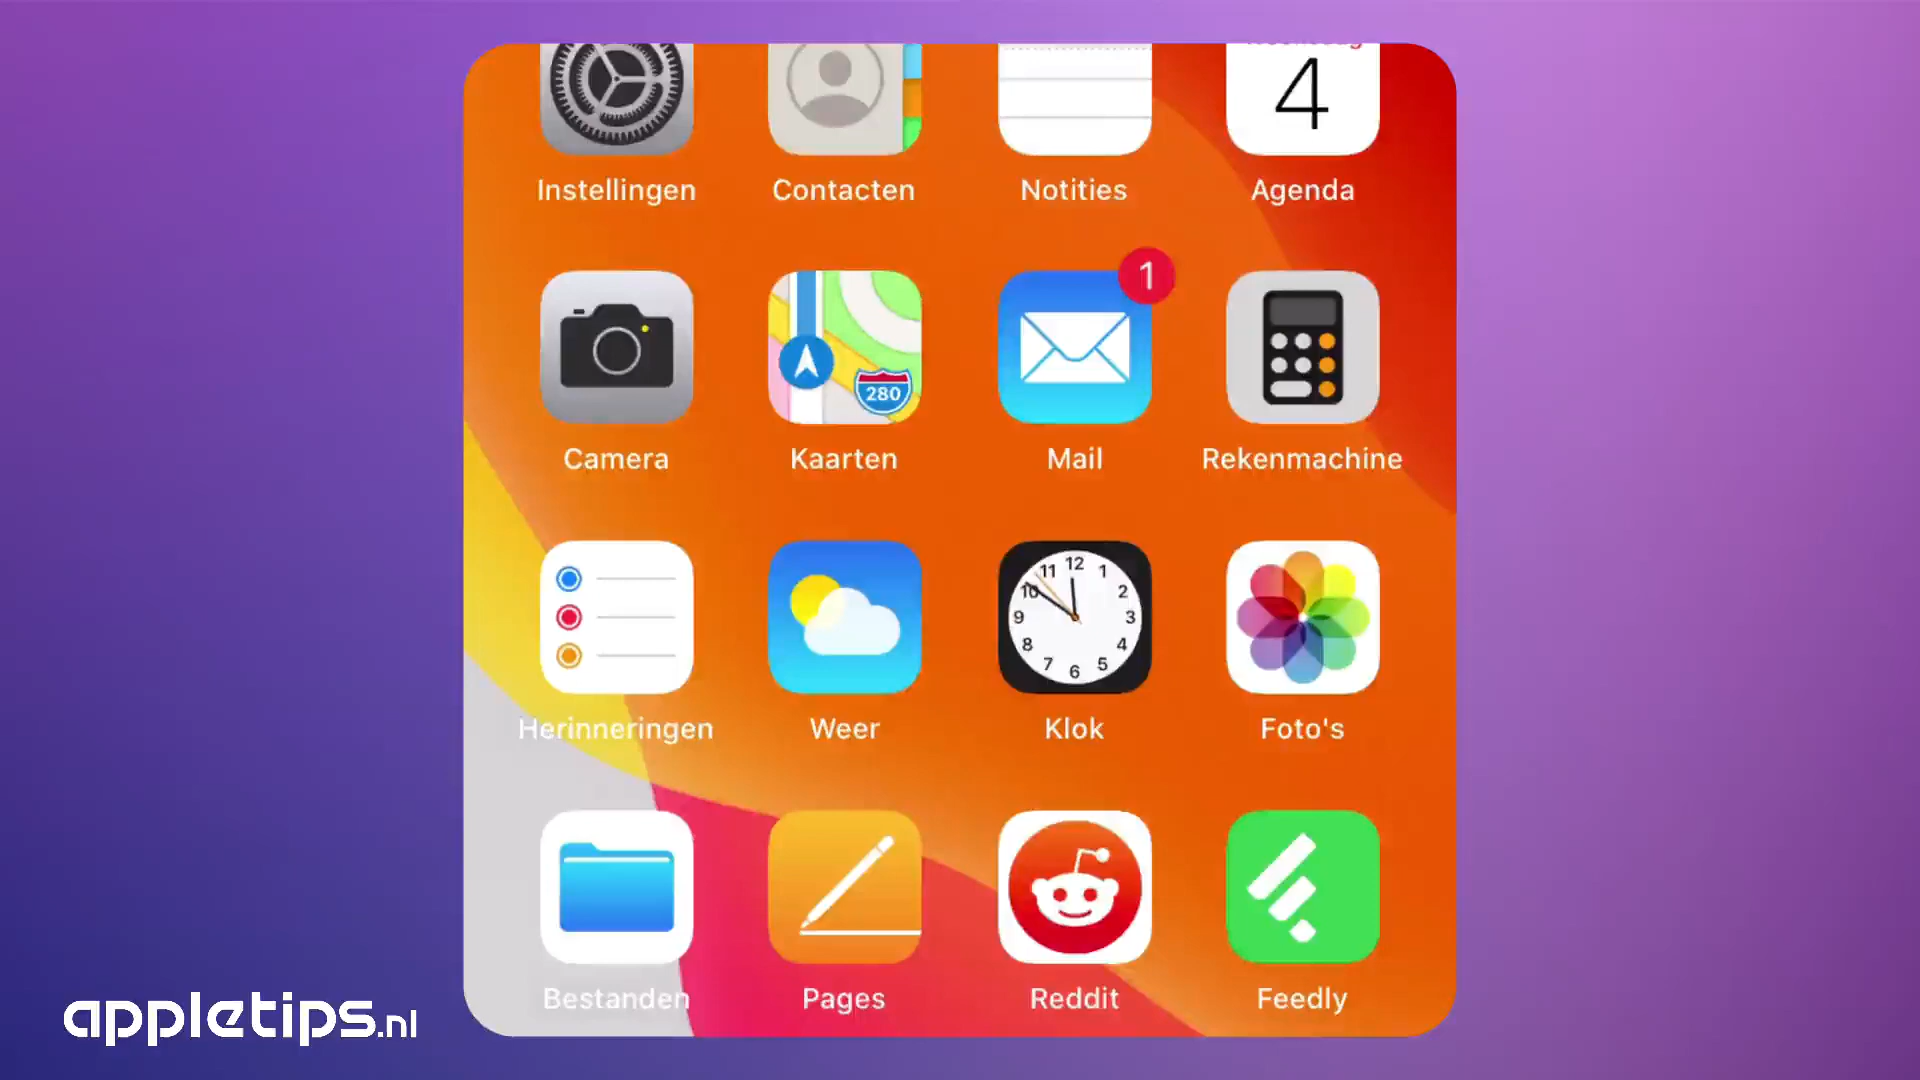 4
Instellingen
Contacten
Notities
Agenda
1
280
Camera
Kaarten
Mail
Rekenmachine
12
11
1
10
2
9
3
8
4
7
5
6
Herinneringen
Weer
Klok
Foto's
Bestanden
Pages
Reddit
Feedly
appletips.nl